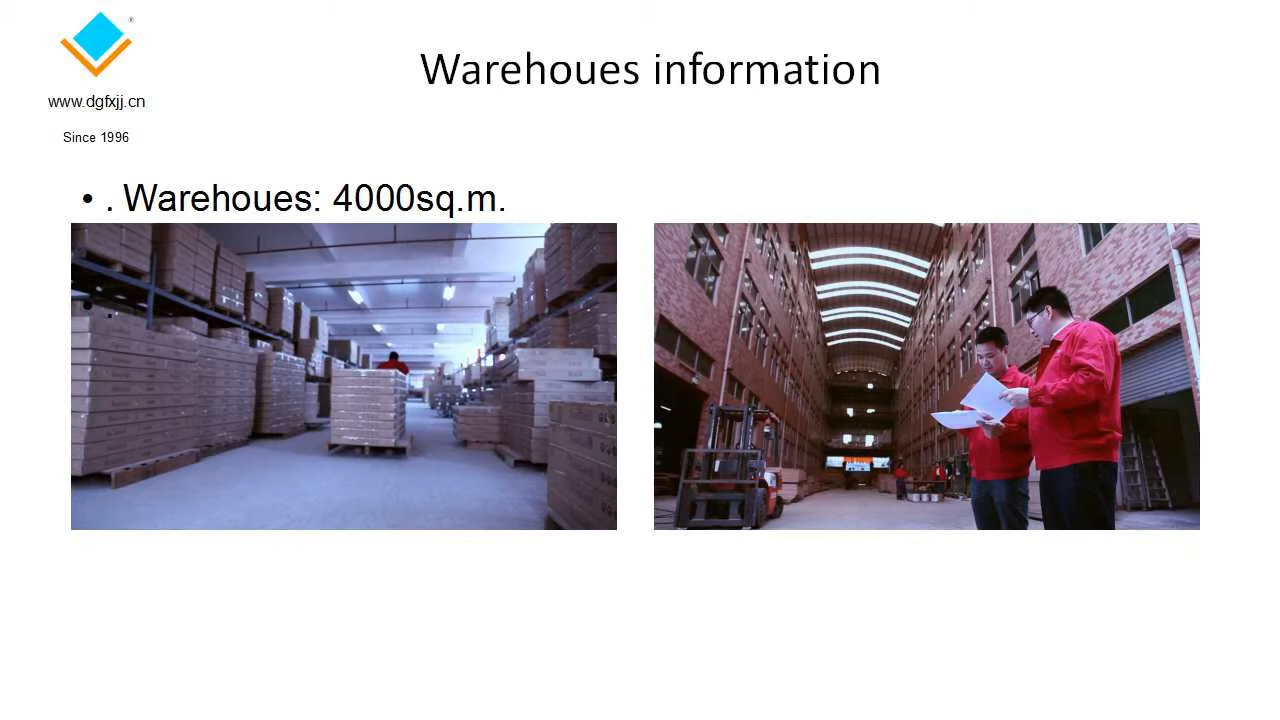 ®
www.dgfxjj.cn
Since 1996
Warehoues information
• . Warehoues: 4000sq.m.